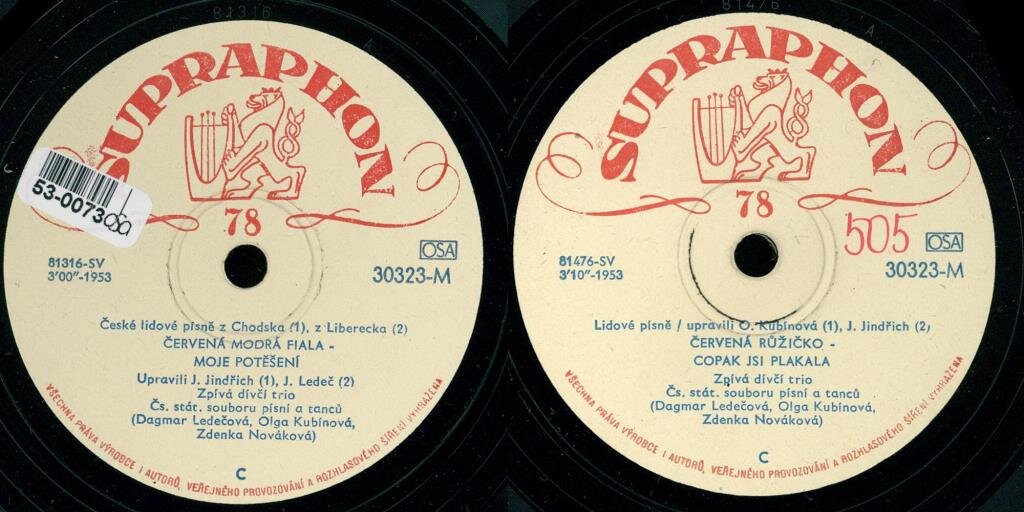 81316
SUPRAPHON
53-0073
osa
78
OSA
81316-SV
3'00"-1953
30323-M
České lidové písně z Chodska (1), z Liberecka (2)
ČERVENÁ MODRÁ FIALA -
MOJE POTĚŠENÍ
Upravili J. Jindřich (1), J. Ledeč (2)
Zpívá dívčí trio
Čs. stát. souboru písní a tanců
(Dagmar Ledečová, Olga Kubínová,
Zdenka Nováková)
C
VŠECHNA PRÁVA VÝROBCE I AUTORŮ, VEŘEJNÉHO PROVOZOVÁNÍ A ROZHLASOVÉHO ŠÍŘENÍ VYHRAŽENA
81476
SUPRAPHON
78
505
OSA
81476-SV
3'10"-1953
30323-M
Lidové písně / upravili O. Kubínová (1), J. Jindřich (2)
ČERVENÁ RŮŽIČKO -
COPAK JSI PLAKALA
Zpívá dívčí trio
Čs. stát. souboru písní a tanců
(Dagmar Ledečová, Olga Kubínová,
Zdenka Nováková)
C
VŠECHNA PRÁVA VÝROBCE I AUTORŮ, VEŘEJNÉHO PROVOZOVÁNÍ A ROZHLASOVÉHO ŠÍŘENÍ VYHRAŽENA